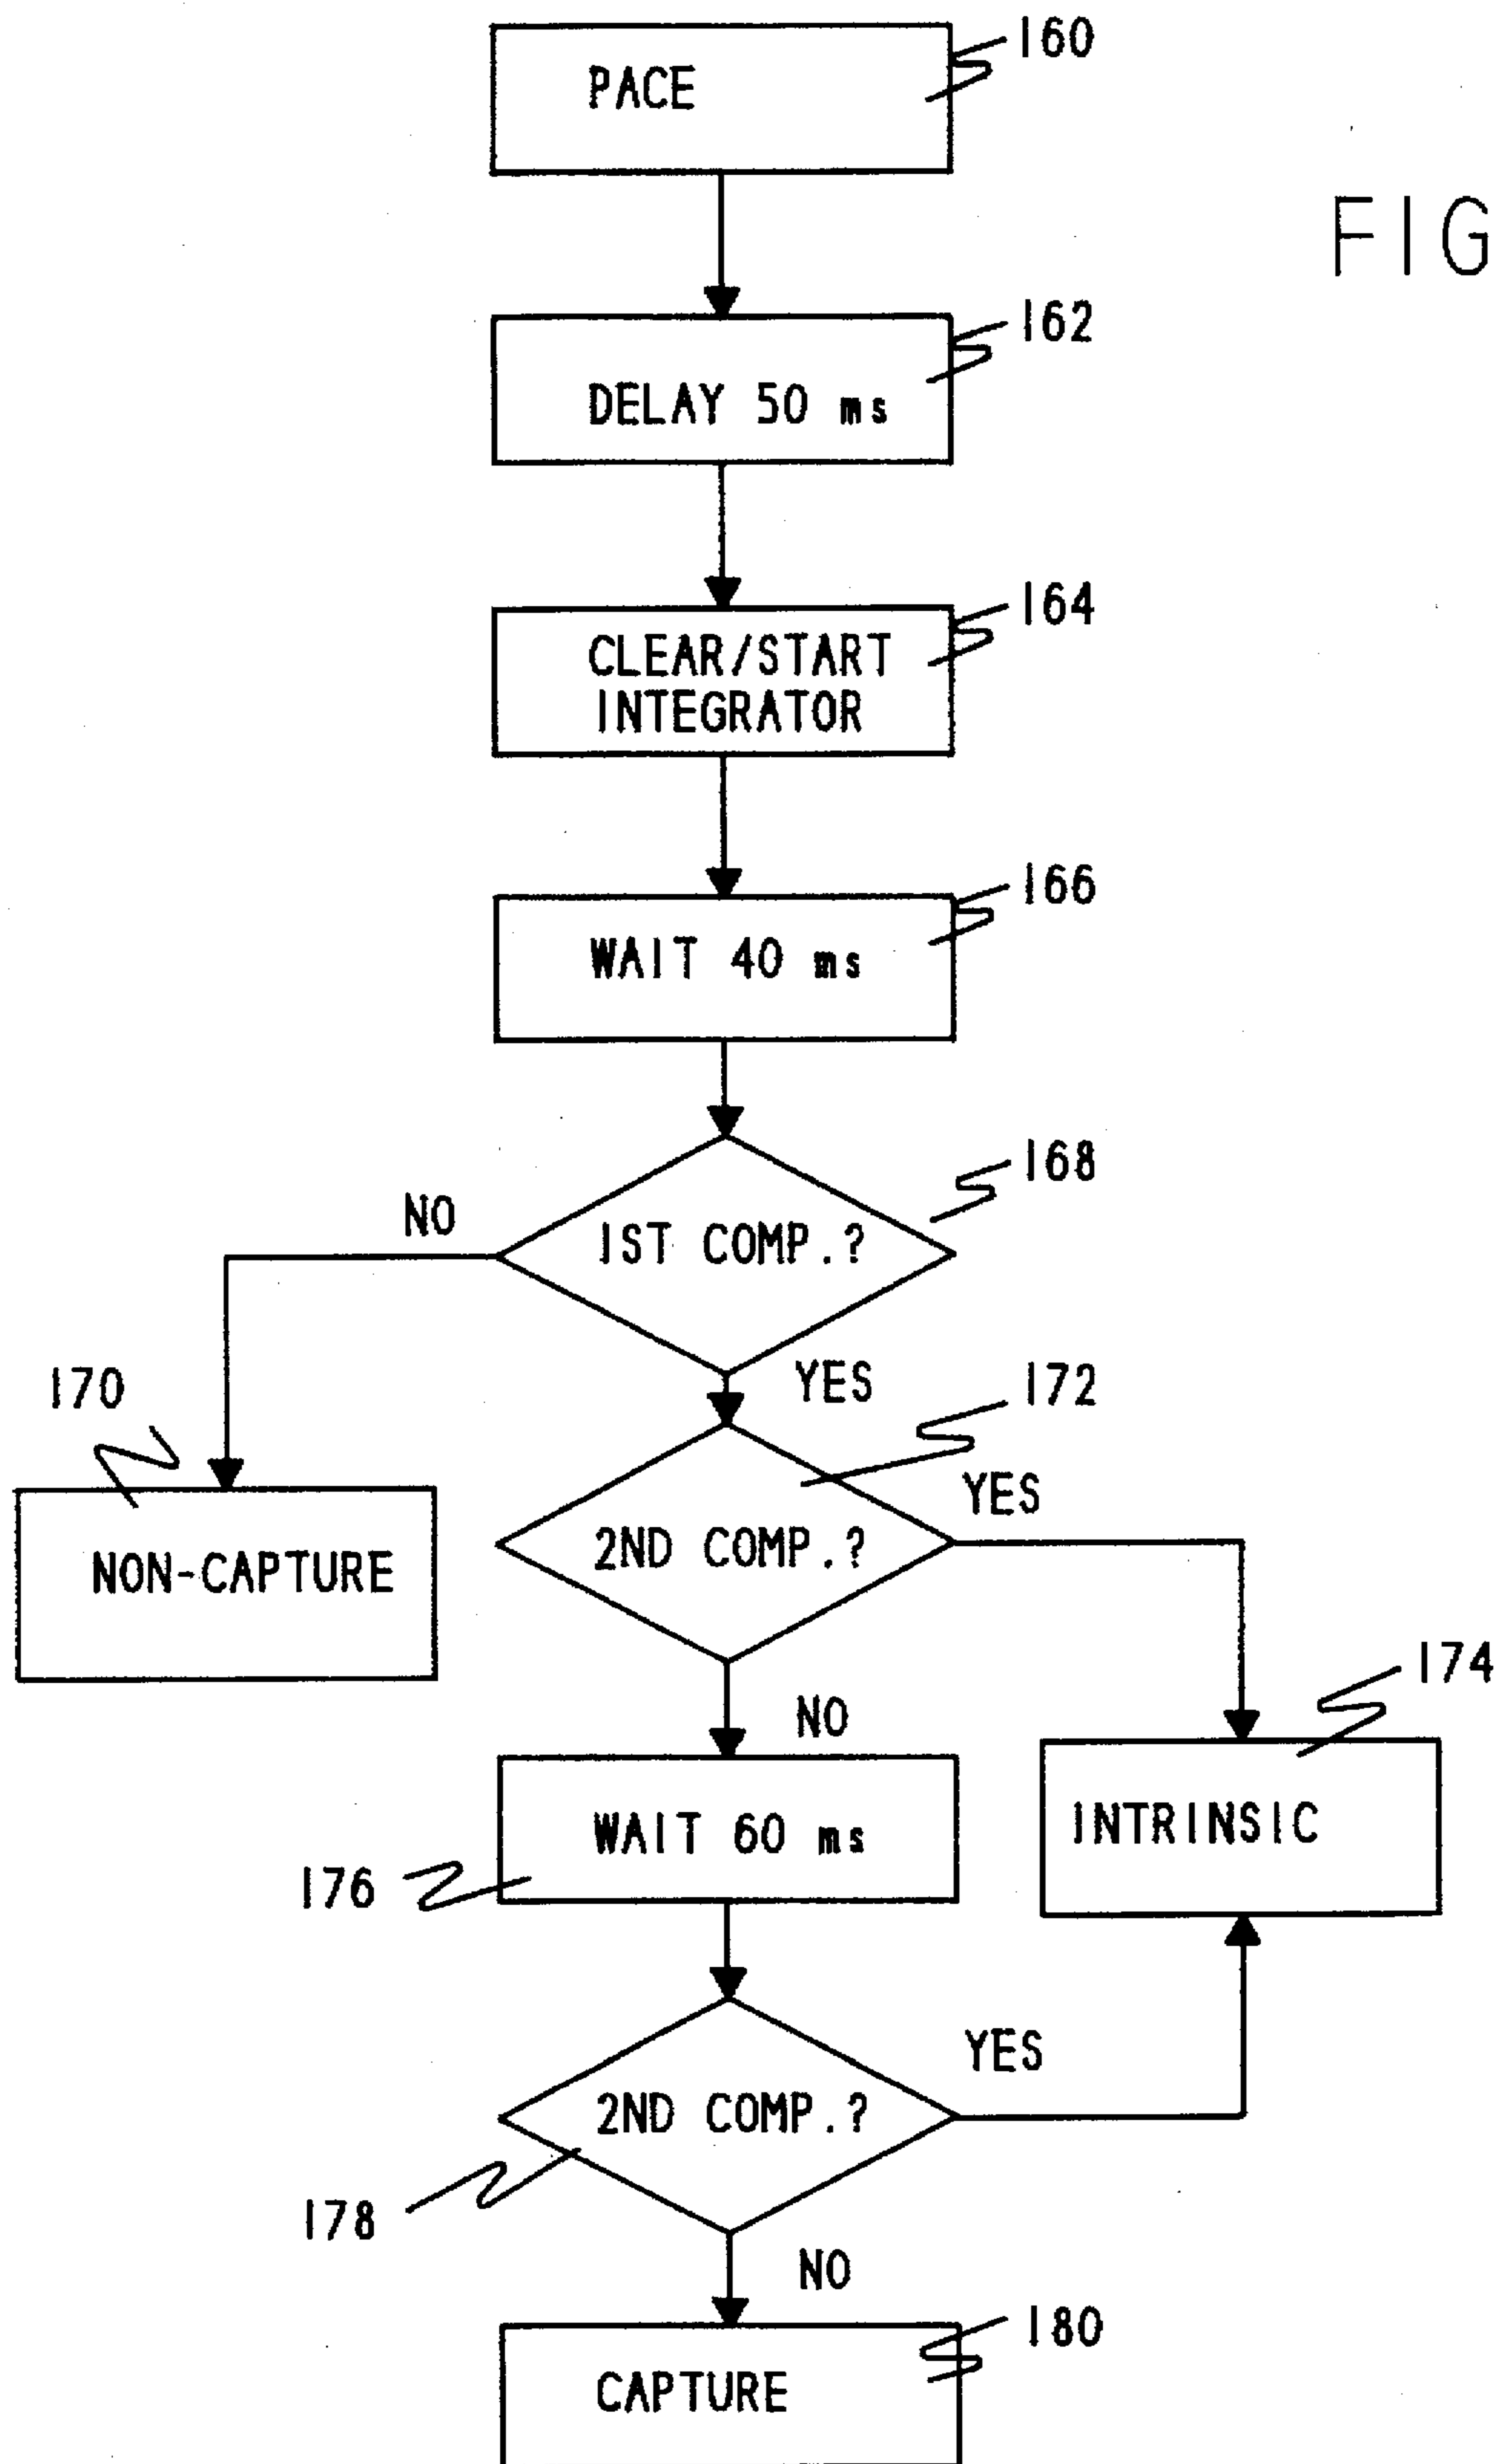 160
PACE
FIG
162
DELAY 50 ms
164
CLEAR/START
INTEGRATOR
166
WAIT 40 ms
168
NO
1ST COMP.?
YES
170
172
YES
NON-CAPTURE
2ND COMP.?
174
NO
INTRINSIC
WAIT 60 ms
176
YES
2ND COMP.?
178
NO
180
CAPTURE